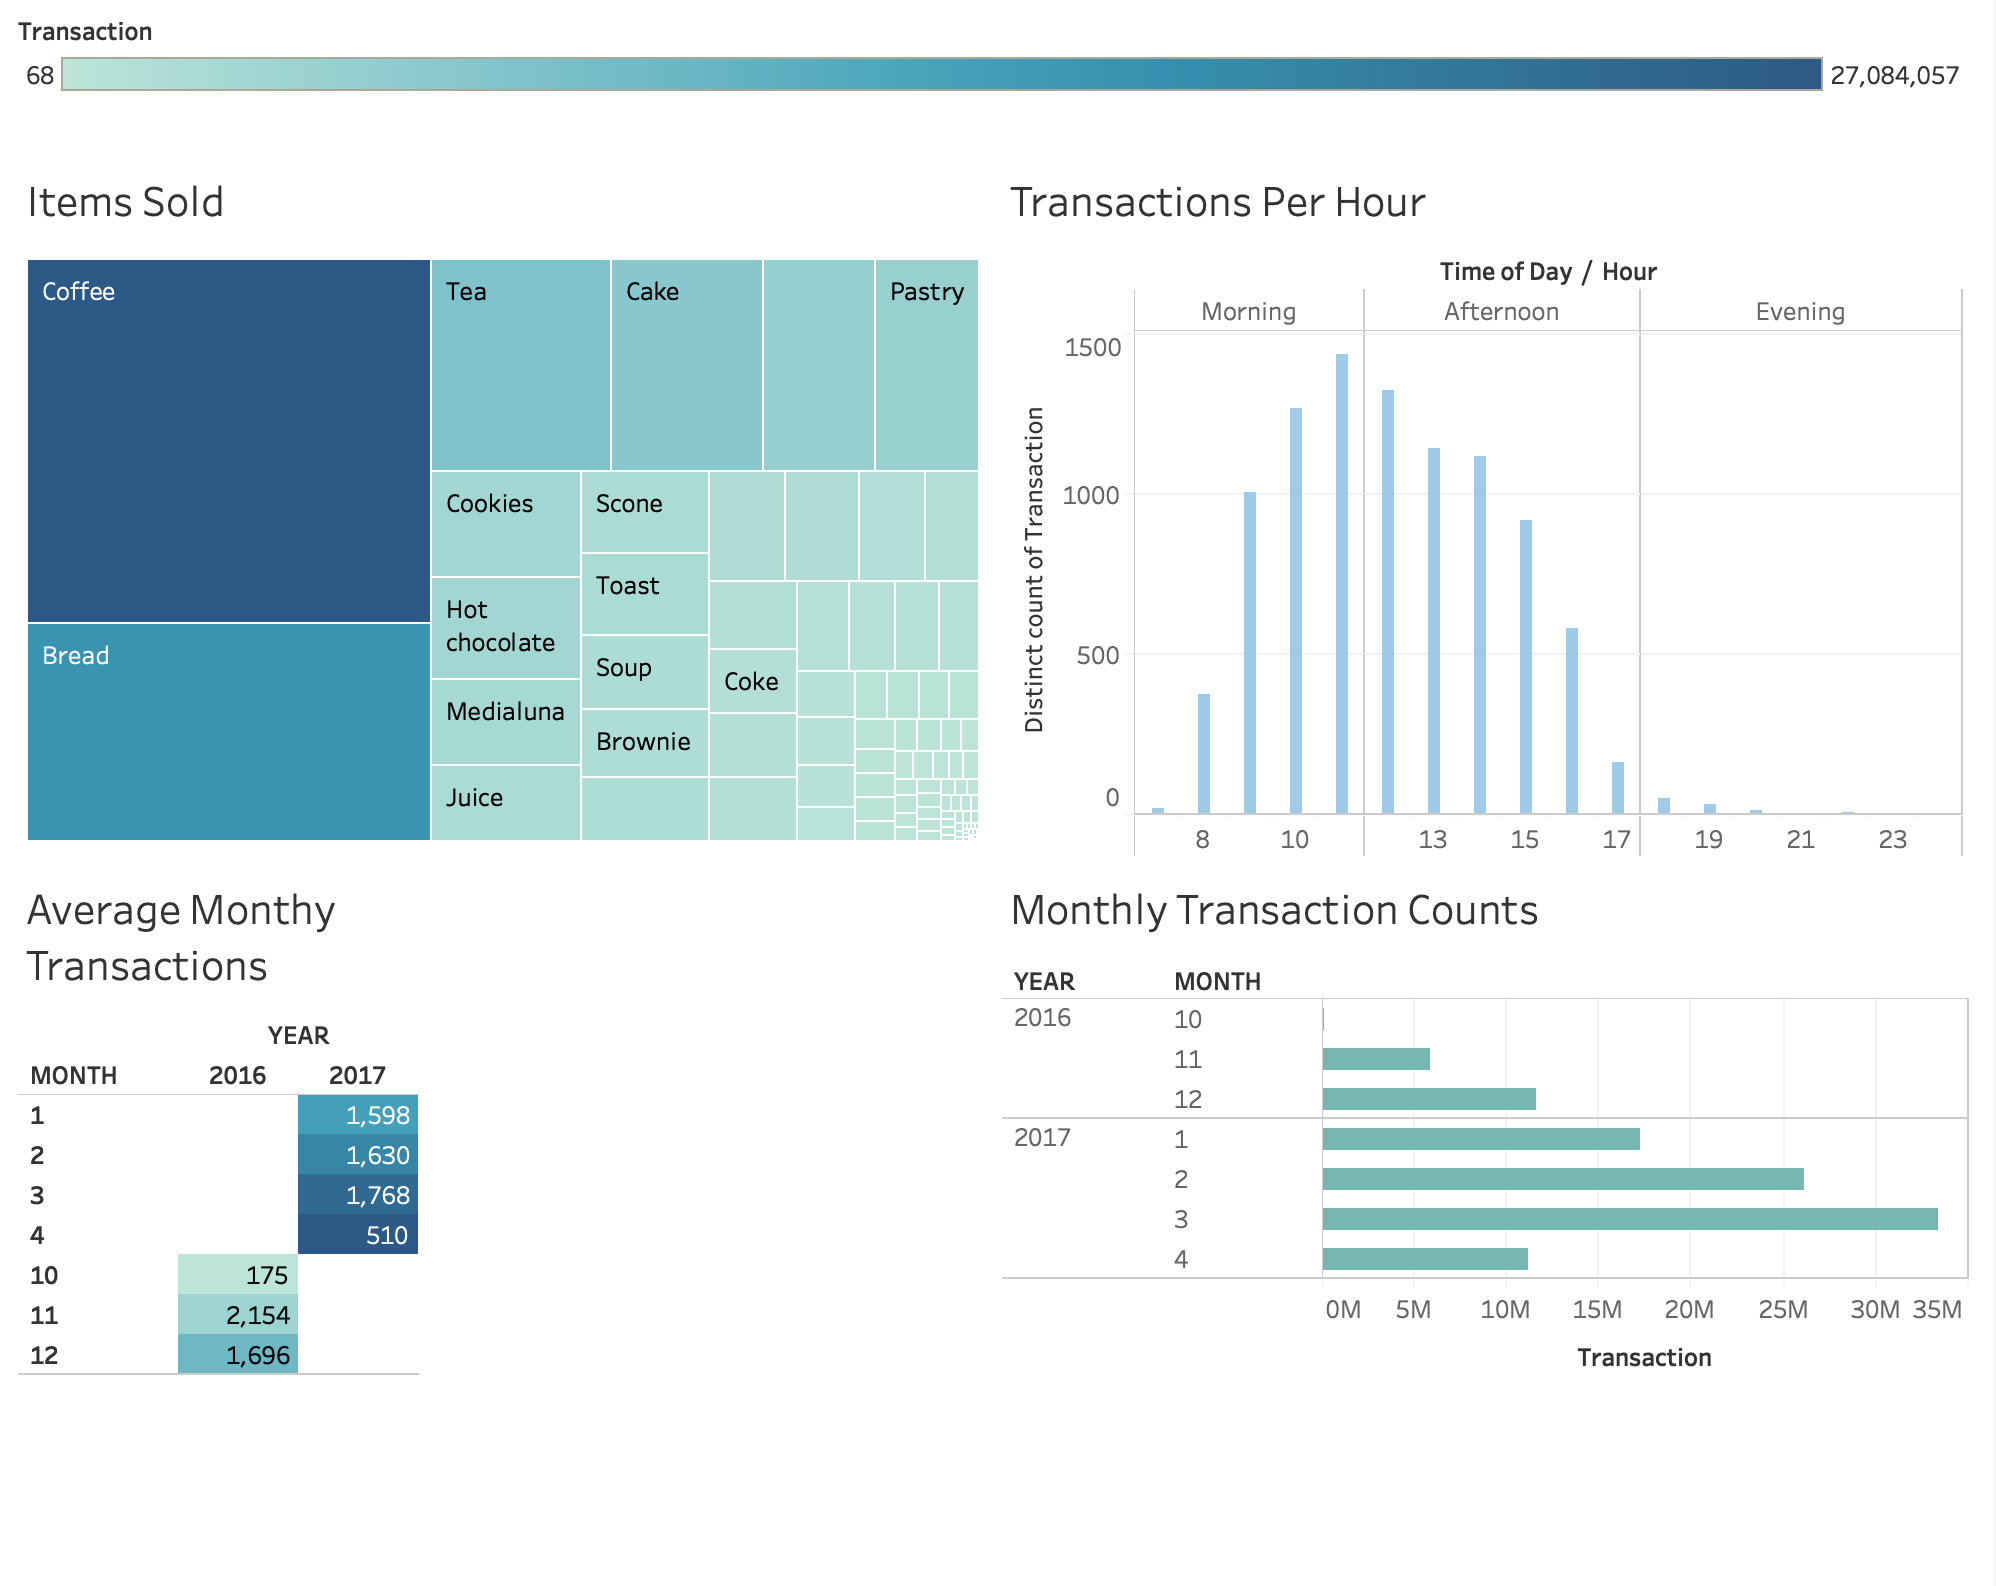 Transaction
68 27,084,057
Items Sold
Coffee
Tea
Cake
Pastry
Cookies
Scone
Toast
Hot
chocolate
Bread
Soup
Coke
Medialuna
Brownie
Juice
Transactions Per Hour
Time of Day / Hour
Morning Afternoon Evening
Distinct count of Transaction
1500
1000
500
0
8 10 13 15 17 19 21 23
Average Monthy
Transactions
YEAR
MONTH 2016 2017
1 1,598
2 1,630
3 1,768
4 510
10 175
11 2,154
12 1,696
Monthly Transaction Counts
YEAR MONTH
2016 10
11
12
2017 1
2
3
4
0M 5M 10M 15M 20M 25M 30M 35M
Transaction